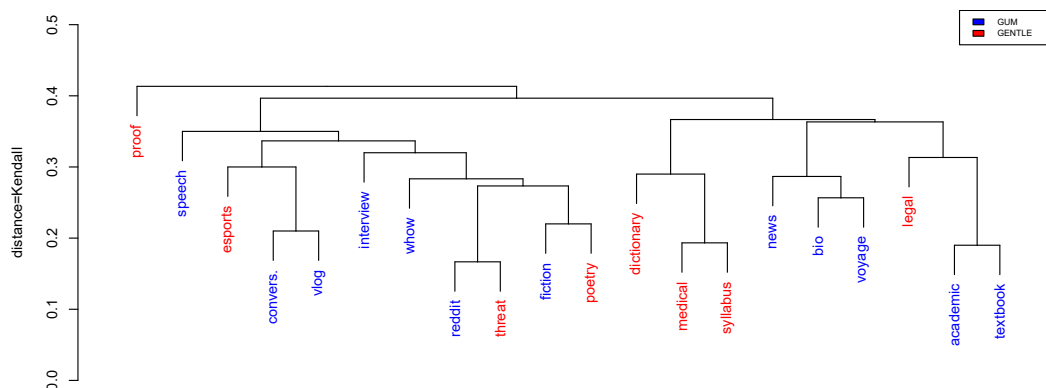 GUM
GENTLE
distance=Kendall
0.5
0.4
0.3
0.2
0.1
0.0
proof
speech
esports
convers.
vlog
interview
whow
reddit
threat
fiction
poetry
dictionary
medical
syllabus
news
bio
voyage
legal
academic
textbook